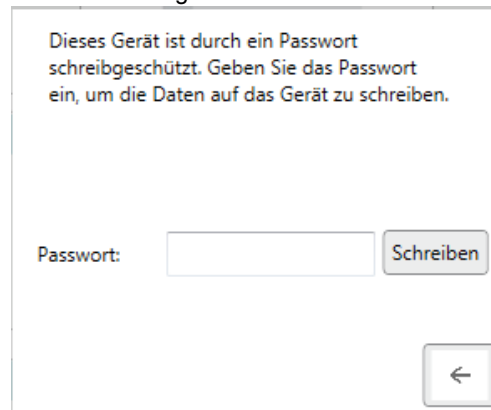 Dieses Gerät ist durch ein Passwort
schreibgeschützt. Geben Sie das Passwort
ein, um die Daten auf das Gerät zu schreiben.
Passwort:
Schreiben